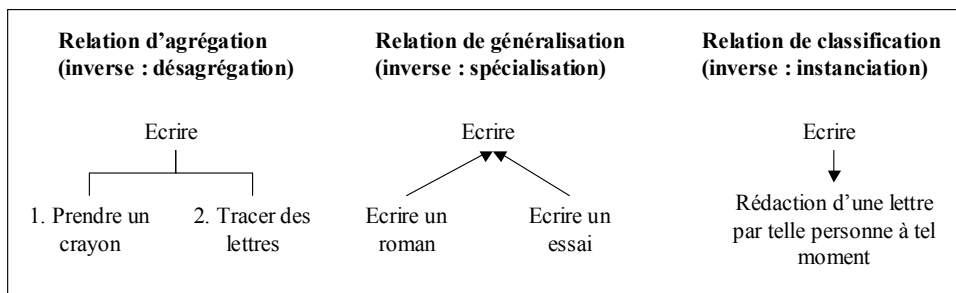 Relation d'agrégation
(inverse : désagrégation)
Relation de généralisation
(inverse : spécialisation)
Relation de classification
(inverse : instanciation)
Ecrire
Ecrire
Ecrire
1. Prendre un
crayon
2. Tracer des
lettres
Ecrire un
roman
Ecrire un
essai
Rédaction d'une lettre
par telle personne à tel
moment